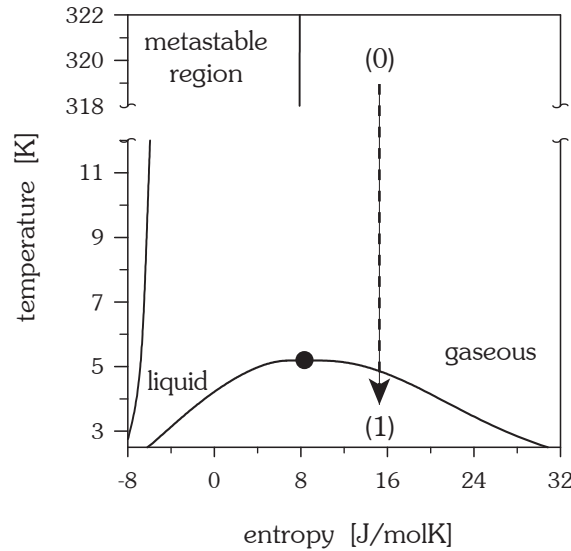 322
metastable
region
(0)
320
318
temperature [K]
11
9
7
5
gaseous
liquid
3
(1)
-8 0 8 16 24 32
entropy [J/molK]